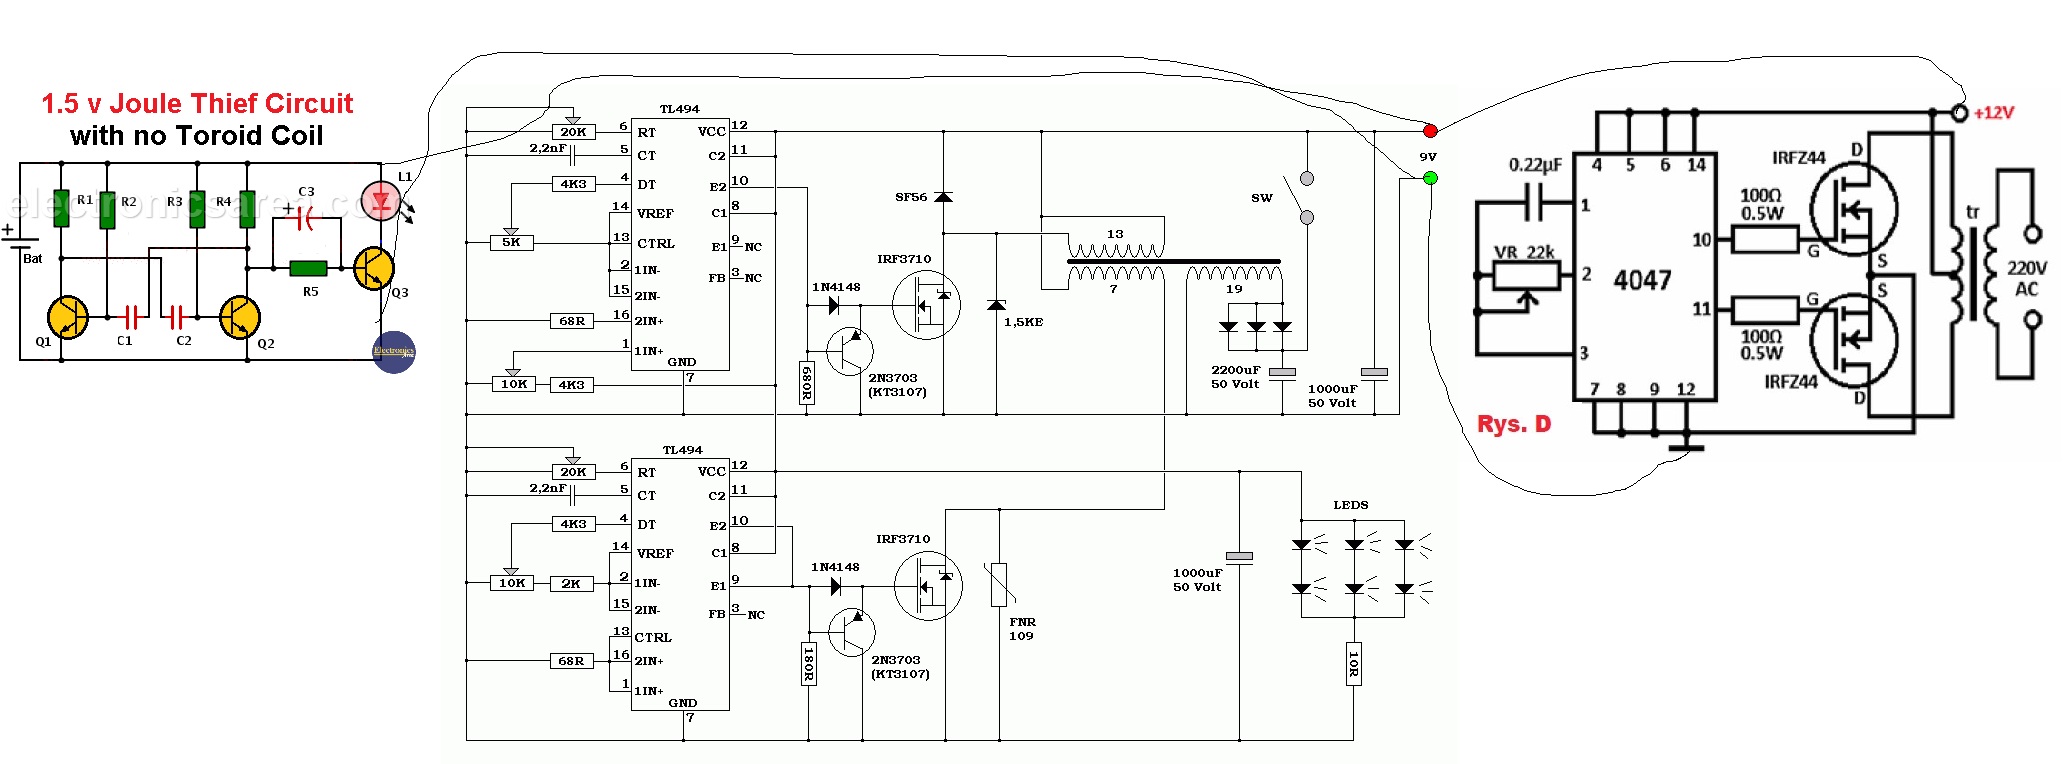 1.5 v Joule Thief Circuit
with no Toroid Coil
electronicsarea.com
+
Bat
R1
R2
R3
R4
C3
+
L1
R5
Q3
Q1
C1
C2
Q2
Electronics
TL494
20K
6 RT
VCC 12
2,2nF
5 CT
C2 11
4K3
4 DT
E2 10
14 VREF
C1 8
5K
13 CTRL
E1 9 NC
2 1IN-
FB 3 NC
15 2IN-
68R
16 2IN+
1 1IN+
GND
7
10K
4K3
1N4148
680R
2N3703
(KT3107)
IRF3710
SF56
1,5KE
13
7
19
SW
9V
2200uF
50 Volt
1000uF
50 Volt
TL494
20K
6 RT
VCC 12
2,2nF
5 CT
C2 11
4K3
4 DT
E2 10
14 VREF
C1 8
10K
2K
2 1IN-
E1 9
15 2IN-
FB 3 NC
13 CTRL
68R
16 2IN+
1 1IN+
GND
7
1N4148
180R
2N3703
(KT3107)
IRF3710
FNR
109
1000uF
50 Volt
LEDS
10R
+12V
4 5 6 14
0.22µF
1
VR 22k
2
3
4047
10
11
7 8 9 12
100Ω
0.5W
100Ω
0.5W
IRFZ44
D
G
S
S
G
IRFZ44
D
tr
220V
AC
Rys. D